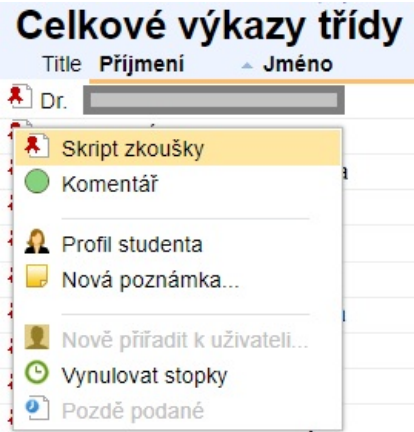 Celkové výkazy třídy
Title Příjmení Jméno
Dr.
Skript zkoušky
Komentář
Profil studenta
Nová poznámka...
Nově přiřadit k uživateli...
Vynulovat stopky
Pozdě podané